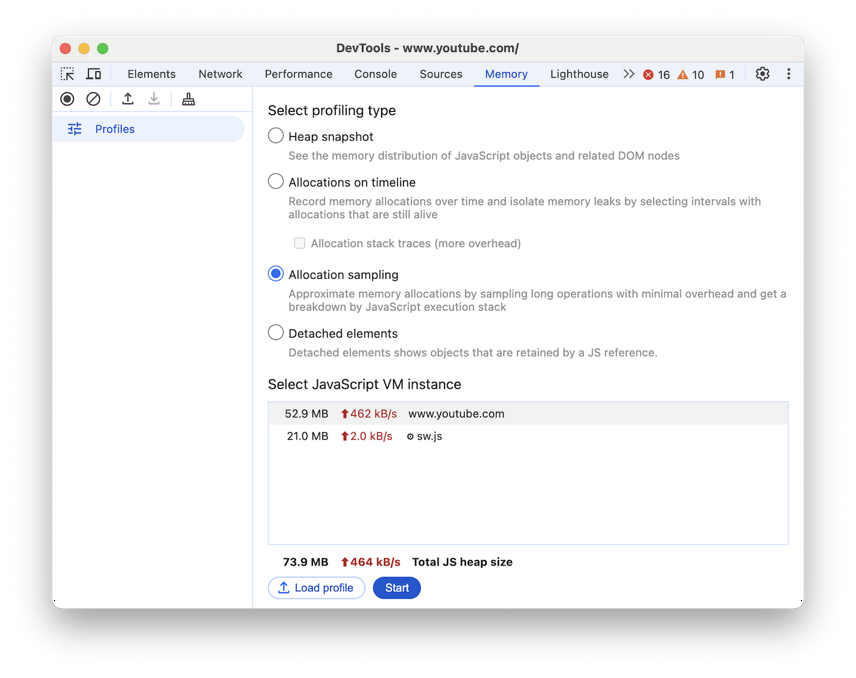 DevTools - www.youtube.com/
Elements Network Performance Console Sources Memory Lighthouse 16 10 1
Profiles
Select profiling type
Heap snapshot
See the memory distribution of JavaScript objects and related DOM nodes
Allocations on timeline
Record memory allocations over time and isolate memory leaks by selecting intervals with
allocations that are still alive
Allocation stack traces (more overhead)
Allocation sampling
Approximate memory allocations by sampling long operations with minimal overhead and get a
breakdown by JavaScript execution stack
Detached elements
Detached elements shows objects that are retained by a JS reference.
Select JavaScript VM instance
52.9 MB 462 kB/s www.youtube.com
21.0 MB 2.0 kB/s sw.js
73.9 MB 464 kB/s Total JS heap size
Load profile Start